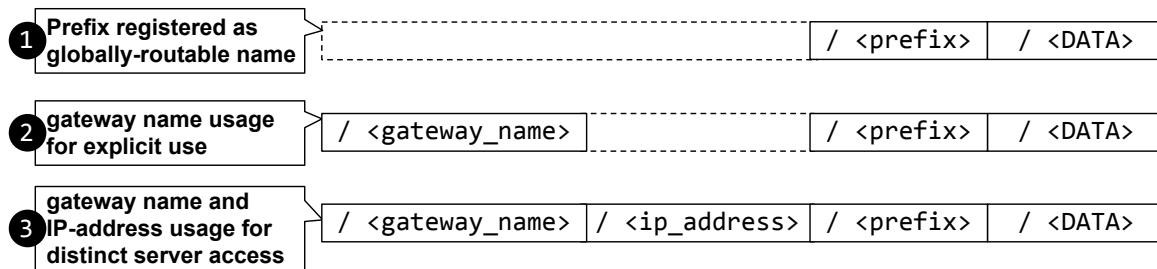 1 Prefix registered as
globally-routable name
/ <prefix> / <DATA>
2 gateway name usage
for explicit use
/ <gateway_name> / <prefix> / <DATA>
3 gateway name and
IP-address usage for
distinct server access
/ <gateway_name> / <ip_address> / <prefix> / <DATA>